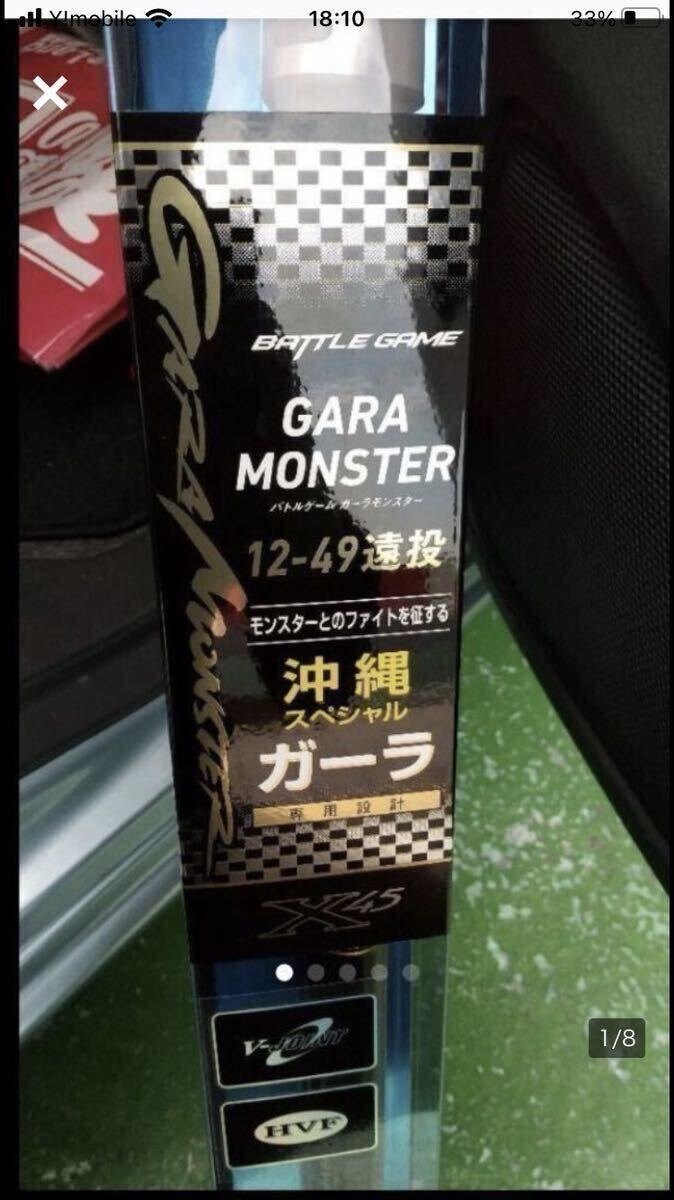 Y!mobile 18:10 33%
BATTLE GAME
GARA
MONSTER
バトルゲーム ガーラモンスター
12-49遠投
モンスターとのファイトを征する
沖縄
スペシャル
ガーラ
専用設計
GARA MONSTER
X45
1/8
V-JOINT
HVF